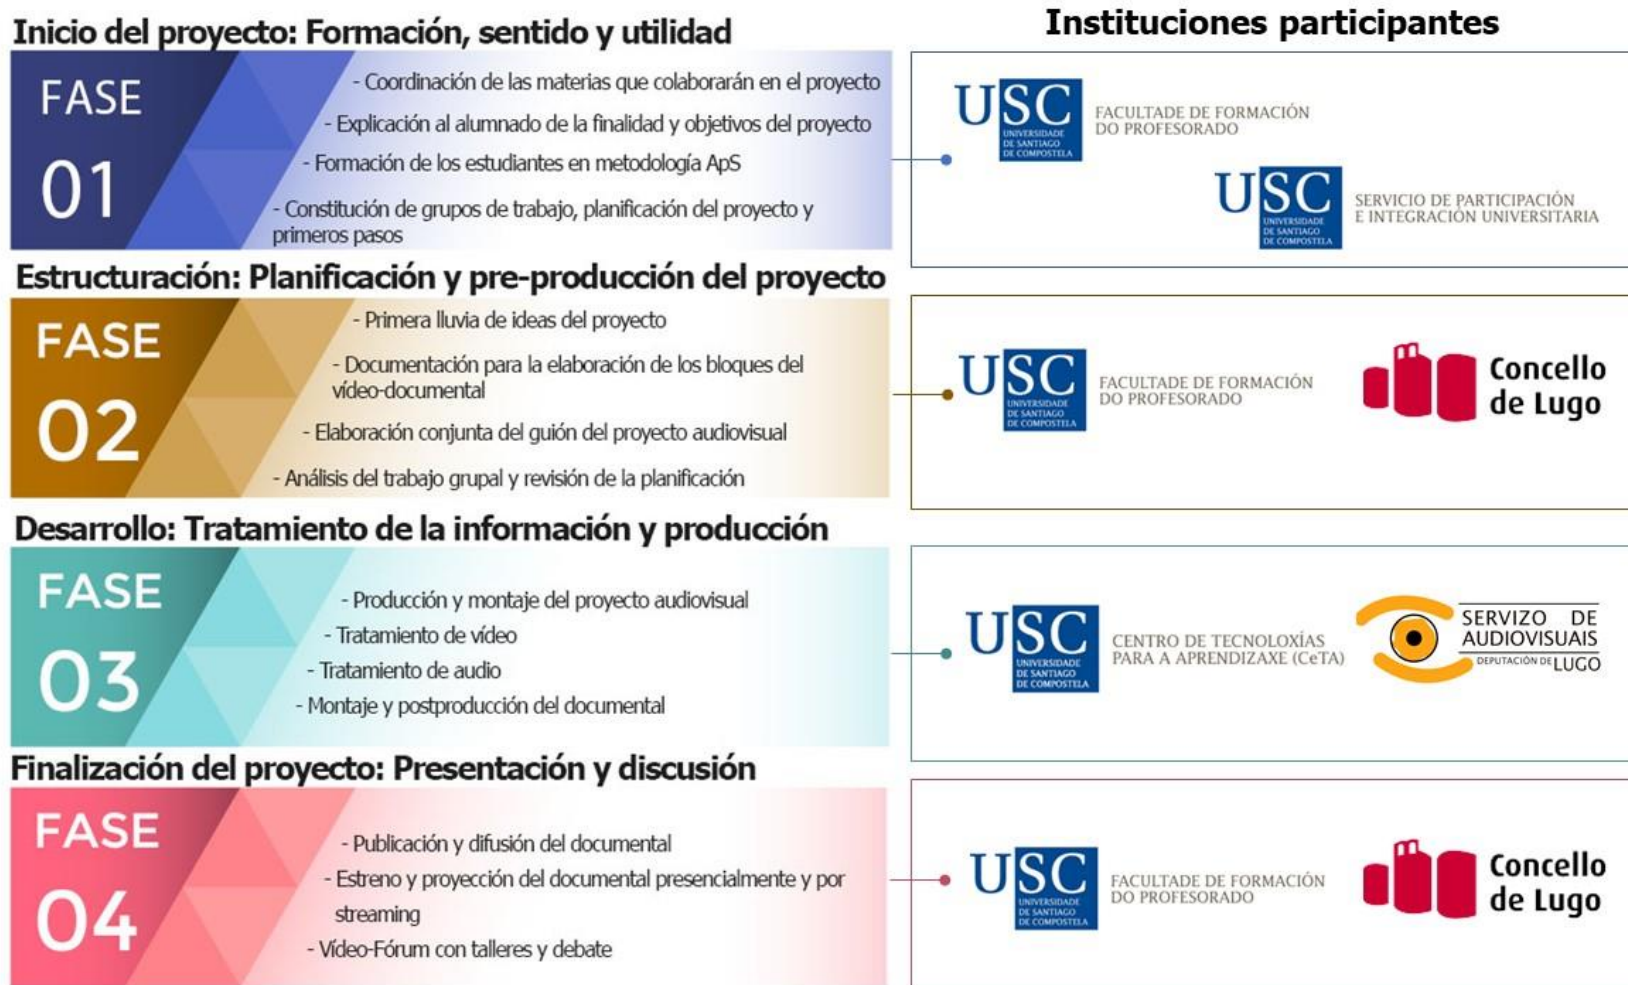 Inicio del proyecto: Formación, sentido y utilidad
FASE
01
- Coordinación de las materias que colaborarán en el proyecto
- Explicación al alumnado de la finalidad y objetivos del proyecto
- Formación de los estudiantes en metodología ApS
- Constitución de grupos de trabajo, planificación del proyecto y
primeros pasos
Instituciones participantes
USC
UNIVERSIDADE
DE SANTIAGO
DE COMPOSTELA
FACULTADE DE FORMACIÓN
DO PROFESORADO
USC
UNIVERSIDADE
DE SANTIAGO
DE COMPOSTELA
SERVICIO DE PARTICIPACIÓN
E INTEGRACIÓN UNIVERSITARIA
Estructuración: Planificación y pre-producción del proyecto
FASE
02
- Primera lluvia de ideas del proyecto
- Documentación para la elaboración de los bloques del
vídeo-documental
- Elaboración conjunta del guión del proyecto audiovisual
- Análisis del trabajo grupal y revisión de la planificación
USC
UNIVERSIDADE
DE SANTIAGO
DE COMPOSTELA
FACULTADE DE FORMACIÓN
DO PROFESORADO
Concello
de Lugo
Desarrollo: Tratamiento de la información y producción
FASE
03
- Producción y montaje del proyecto audiovisual
- Tratamiento de vídeo
- Tratamiento de audio
- Montaje y postproducción del documental
USC
UNIVERSIDADE
DE SANTIAGO
DE COMPOSTELA
CENTRO DE TECNOLOXÍAS
PARA A APRENDIZAXE (CeTA)
SERVIZO DE
AUDIOVISUAIS
DEPUTACIÓN DE LUGO
Finalización del proyecto: Presentación y discusión
FASE
04
- Publicación y difusión del documental
- Estreno y proyección del documental presencialmente y por
streaming
- Vídeo-Fórum con talleres y debate
USC
UNIVERSIDADE
DE SANTIAGO
DE COMPOSTELA
FACULTADE DE FORMACIÓN
DO PROFESORADO
Concello
de Lugo